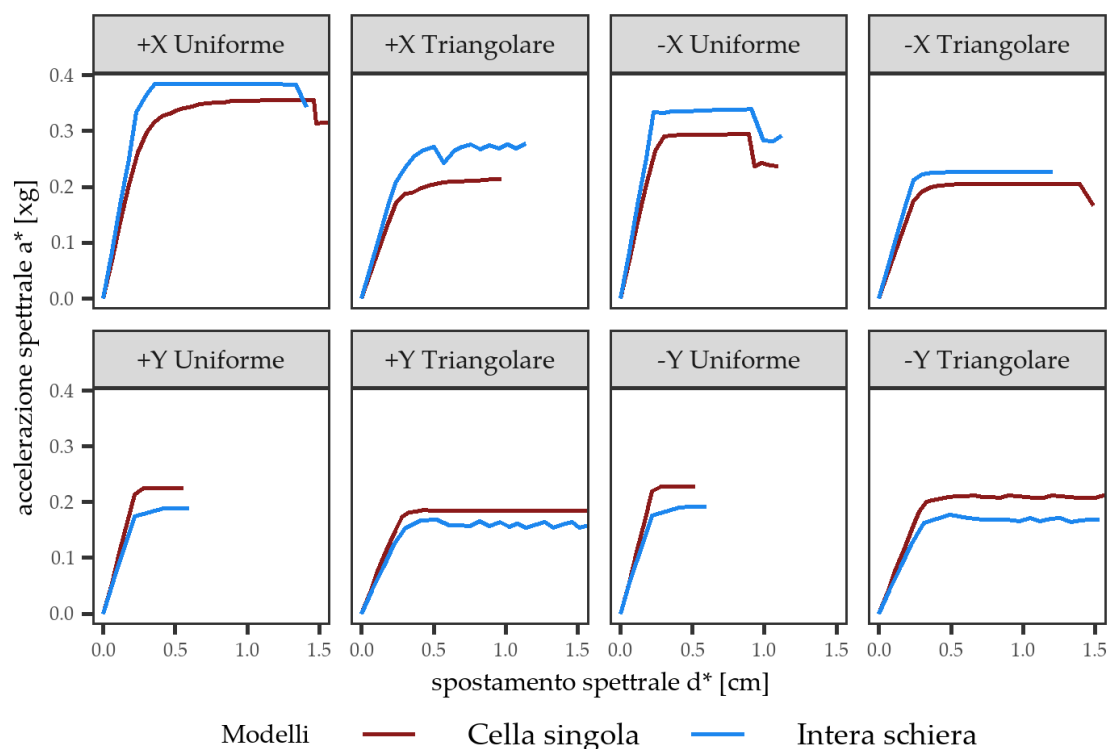 +X Uniforme
+X Triangolare
-X Uniforme
-X Triangolare
0.4
0.3
0.2
0.1
0.0
+Y Uniforme
+Y Triangolare
-Y Uniforme
-Y Triangolare
0.4
0.3
0.2
0.1
0.0
accelerazione spettrale a* [xg]
0.0 0.5 1.0 1.5
0.0 0.5 1.0 1.5
0.0 0.5 1.0 1.5
0.0 0.5 1.0 1.5
spostamento spettrale d* [cm]
Modelli Cella singola Intera schiera